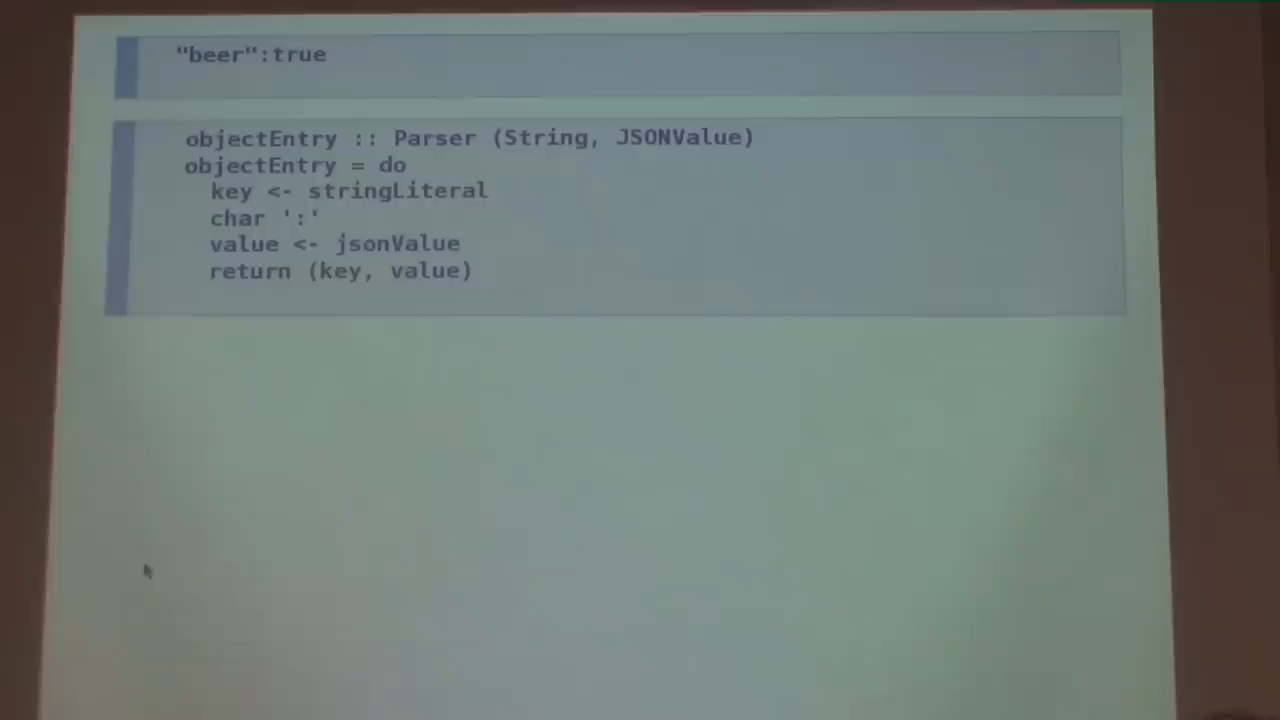 "beer":true
objectEntry :: Parser (String, JSONValue)
objectEntry = do
  key <- stringLiteral
  char ':'
  value <- jsonValue
  return (key, value)